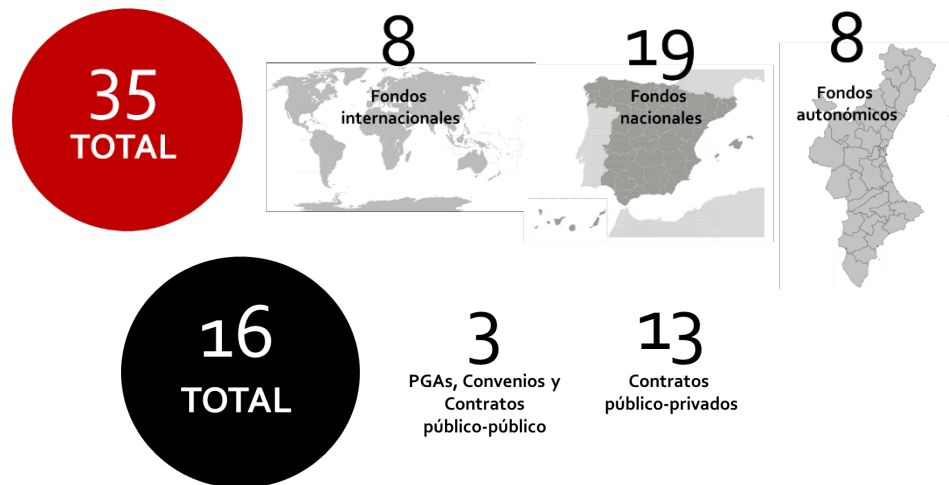 35
TOTAL
8
Fondos
internacionales
19
Fondos
nacionales
8
Fondos
autonómicos
16
TOTAL
3
PGAs, Convenios y
Contratos
público-público
13
Contratos
público-privados